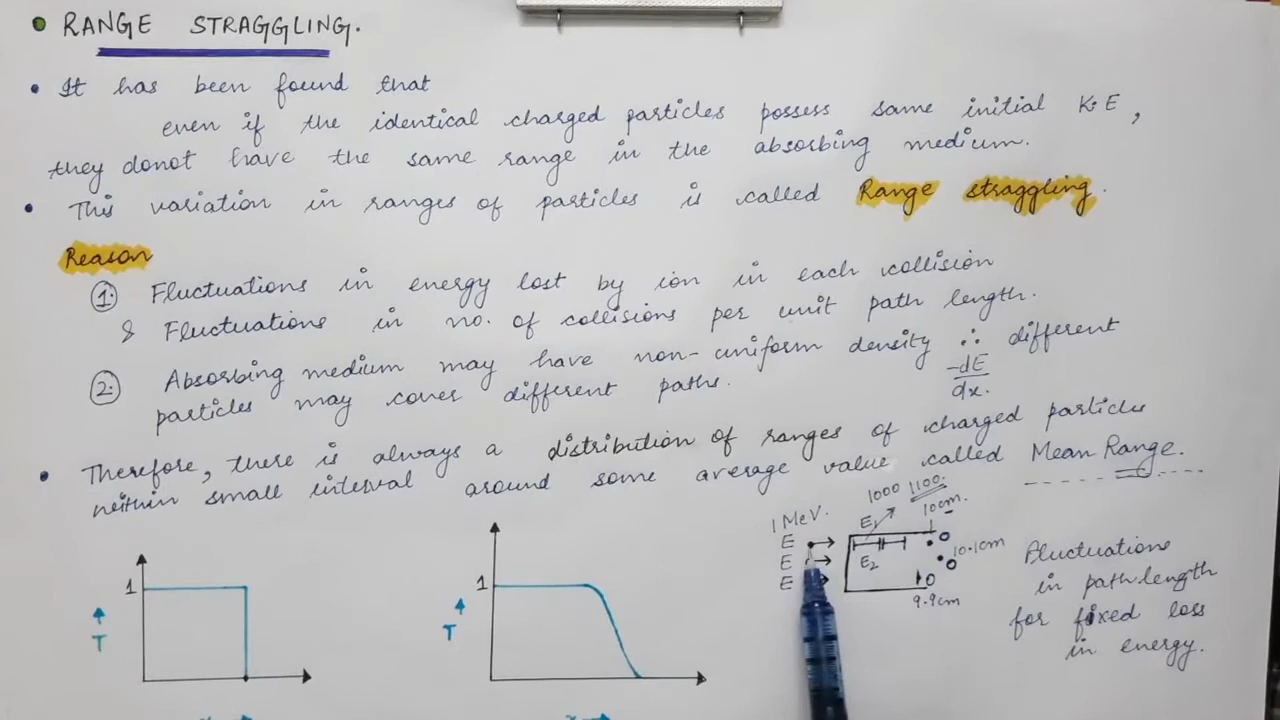 RANGE STRAGGLING.
It has been found that
even if the identical charged particles possess same initial K.E,
they donot have the same range in the absorbing medium.
This variation in ranges of particles is called Range straggling.
Reason
1. Fluctuations in energy lost by ion in each collision
& Fluctuations in no. of collisions per unit path length.
2. Absorbing medium may have non-uniform density ∴ different
particles may cover different paths.
-dE
dx.
Therefore, there is always a distribution of ranges of charged particles
within small interval around some average value called Mean Range.
1000 1100.
1 MeV.
10cm.
E
E
E
E1
E2
10.1cm
9.9cm
Fluctuations
in path length
for fixed loss
in energy.
1
T
1
T